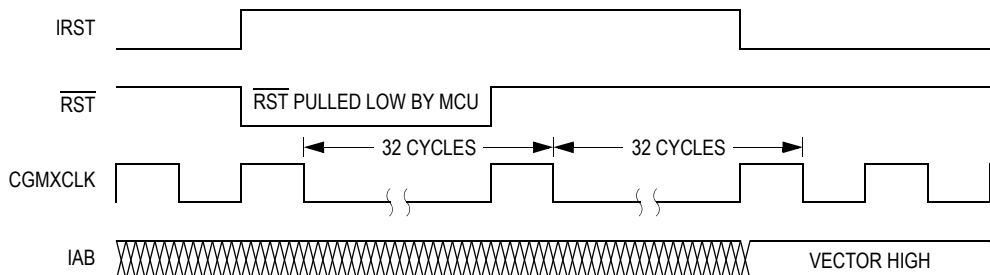 IRST
RST
RST PULLED LOW BY MCU
32 CYCLES
32 CYCLES
CGMXCLK
IAB
VECTOR HIGH